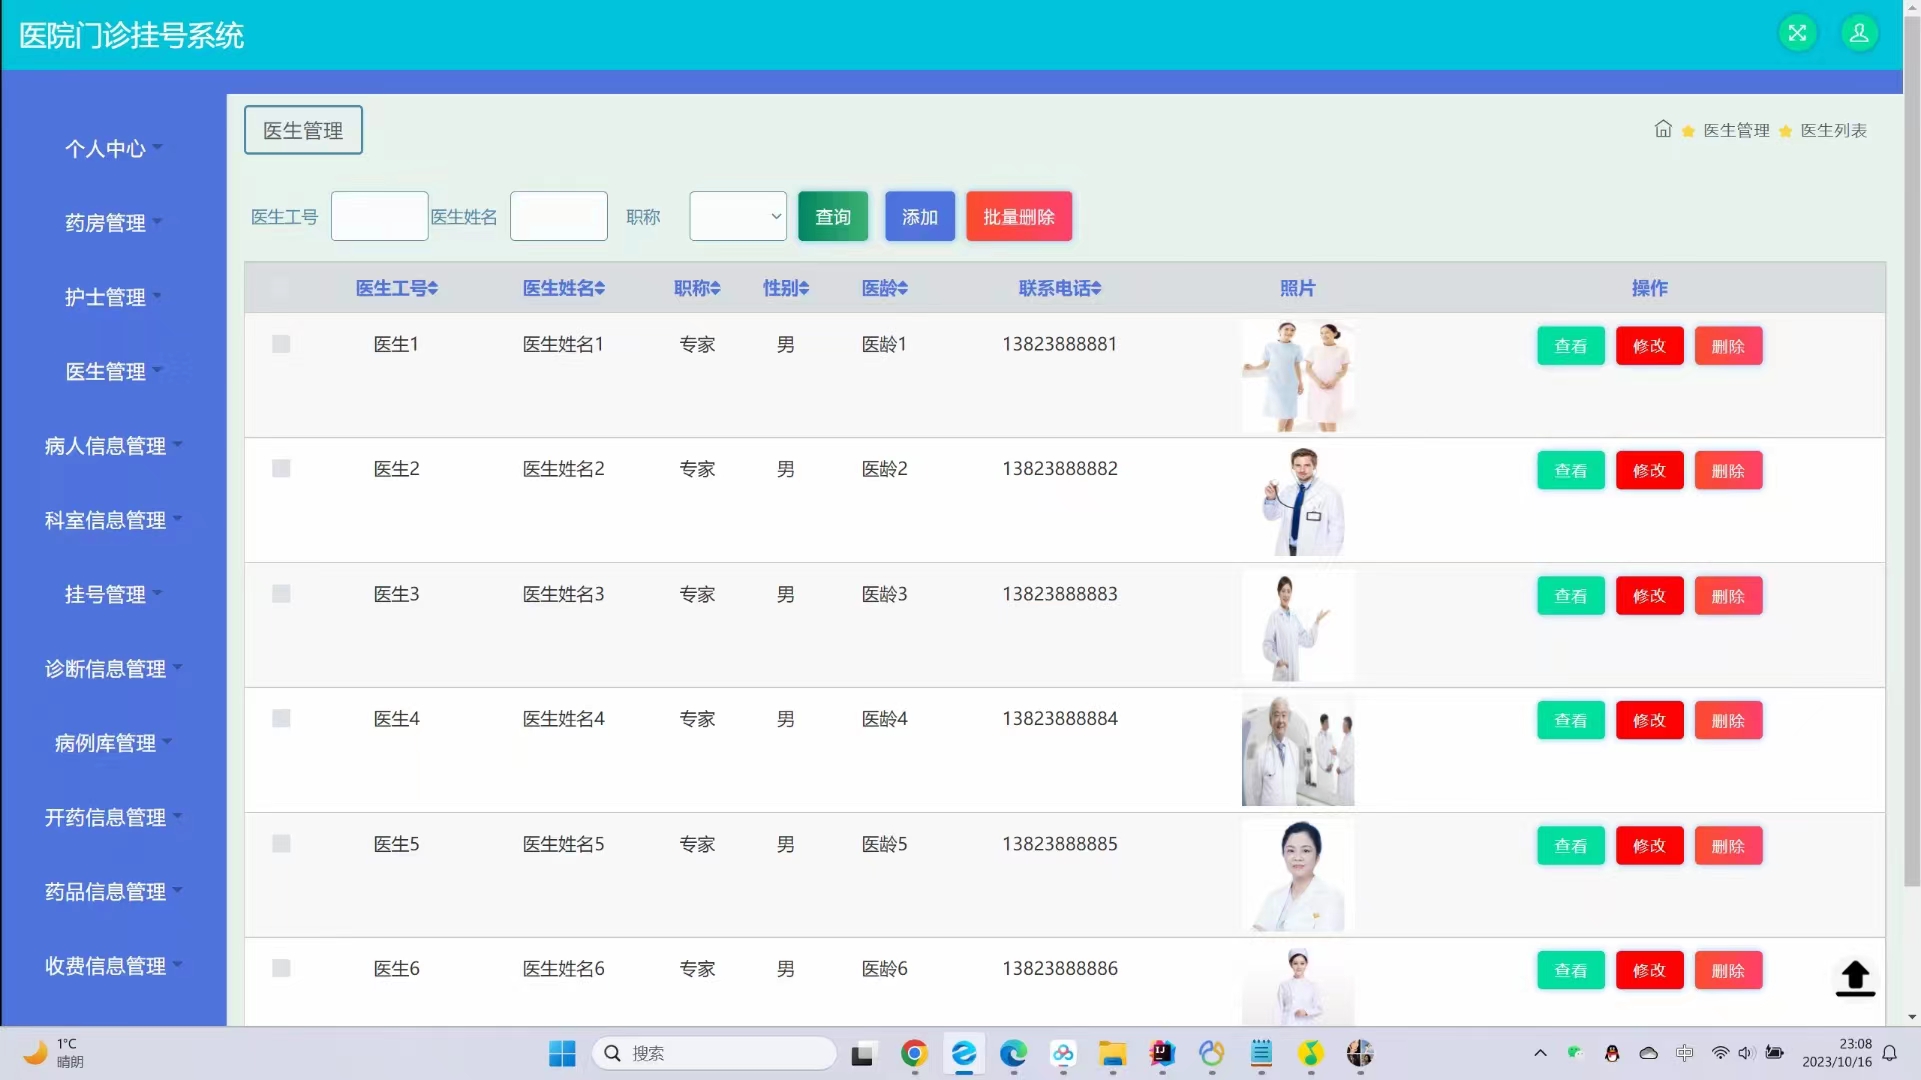 医院门诊挂号系统
个人中心
药房管理
护士管理
医生管理
病人信息管理
科室信息管理
挂号管理
诊断信息管理
病例库管理
开药信息管理
药品信息管理
收费信息管理
医生管理
医生管理 医生列表
医生工号 医生姓名 职称 查询 添加 批量删除
医生工号 医生姓名 职称 性别 医龄 联系电话 照片 操作
医生1 医生姓名1 专家 男 医龄1 13823888881 查看 修改 删除
医生2 医生姓名2 专家 男 医龄2 13823888882 查看 修改 删除
医生3 医生姓名3 专家 男 医龄3 13823888883 查看 修改 删除
医生4 医生姓名4 专家 男 医龄4 13823888884 查看 修改 删除
医生5 医生姓名5 专家 男 医龄5 13823888885 查看 修改 删除
医生6 医生姓名6 专家 男 医龄6 13823888886 查看 修改 删除
1°C
晴朗
搜索
中
23:08
2023/10/16